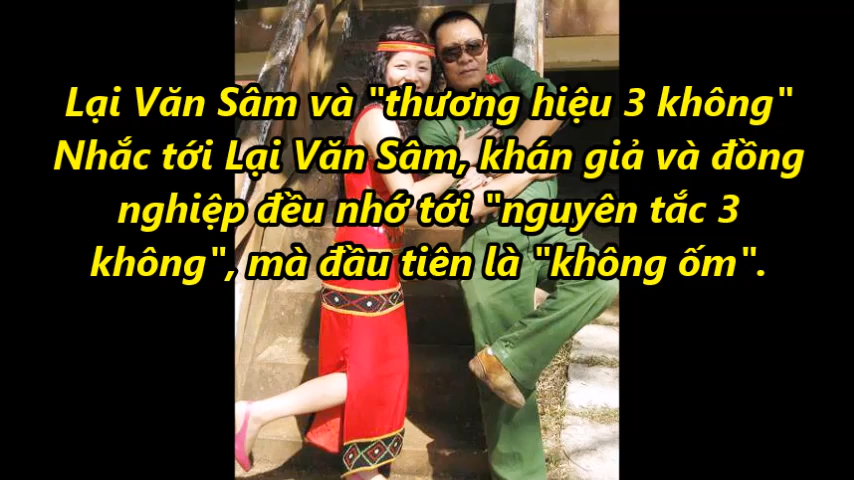 Lại Văn Sâm và "thương hiệu 3 không"
Nhắc tới Lại Văn Sâm, khán giả và đồng
nghiệp đều nhớ tới "nguyên tắc 3
không", mà đầu tiên là "không ốm".